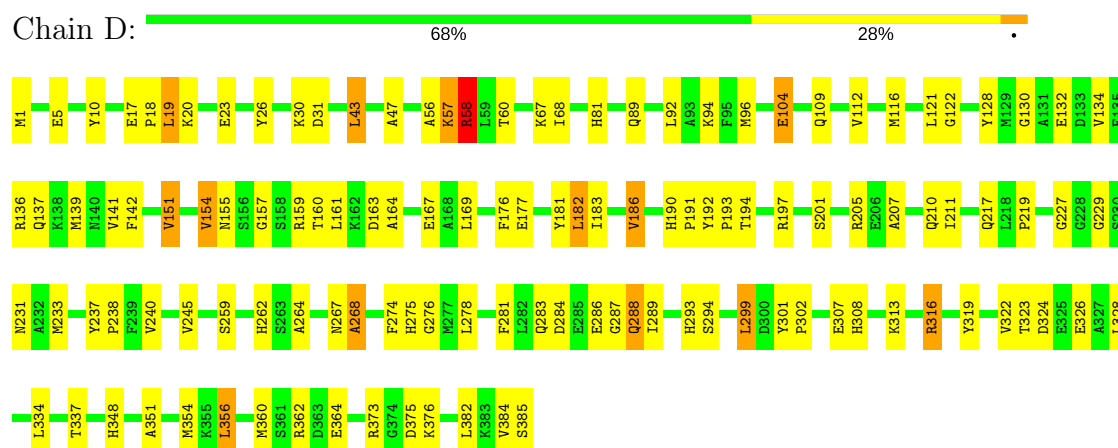 Chain D:
68% 28% •
M1 E5 Y10 E17 P18 L19 K20 E23 Y26 K30 D31 L43 A47 A56 K57 R58 L59 T60 K67 I68 H81 Q89 L92 A93 K94 F95 M96 E104 Q109 V112 M116 L121 G122 Y128 M129 G130 A131 E132 D133 V134 E135
R136 Q137 K138 M139 N140 V141 F142 V151 V154 N155 S156 G157 S158 R159 T160 L161 K162 D163 A164 E167 A168 L169 F176 E177 Y181 L182 I183 V186 H190 P191 Y192 P193 T194 R197 S201 R205 E206 A207 Q210 I211 Q217 L218 P219 G227 G228 G229 S230
N231 A232 M233 Y237 P238 F239 V240 V245 S259 H262 S263 A264 N267 A268 F274 H275 G276 M277 L278 F281 L282 Q283 D284 E285 E286 G287 Q288 I289 H293 S294 L299 D300 Y301 P302 E307 H308 K313 R316 Y319 V322 T323 D324 E325 E326 A327 L328
L334 T337 H348 A351 M354 K355 L356 M360 S361 R362 D363 E364 R373 G374 D375 K376 L382 K383 V384 S385